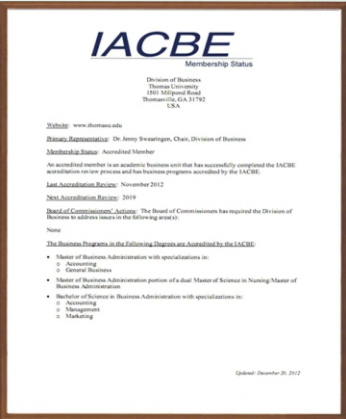 IACBE
Membership Status
Division of Business
Thomas University
1501 Millpond Road
Thomasville, GA 31792
USA
Website: www.thomasu.edu
Primary Representative: Dr. Jenny Swearingen, Chair, Division of Business
Membership Status: Accredited Member
An accredited member is an academic business unit that has successfully completed the IACBE
accreditation review process and has business programs accredited by the IACBE.
Last Accreditation Review: November 2012
Next Accreditation Review: 2019
Board of Commissioners' Actions: The Board of Commissioners has required the Division of
Business to address issues in the following area(s):
None
The Business Programs in the Following Degrees are Accredited by the IACBE:
• Master of Business Administration with specializations in:
o Accounting
o General Business
• Master of Business Administration portion of a dual Master of Science in Nursing/Master of
Business Administration
• Bachelor of Science in Business Administration with specializations in:
o Accounting
o Management
o Marketing
Updated: December 20, 2012